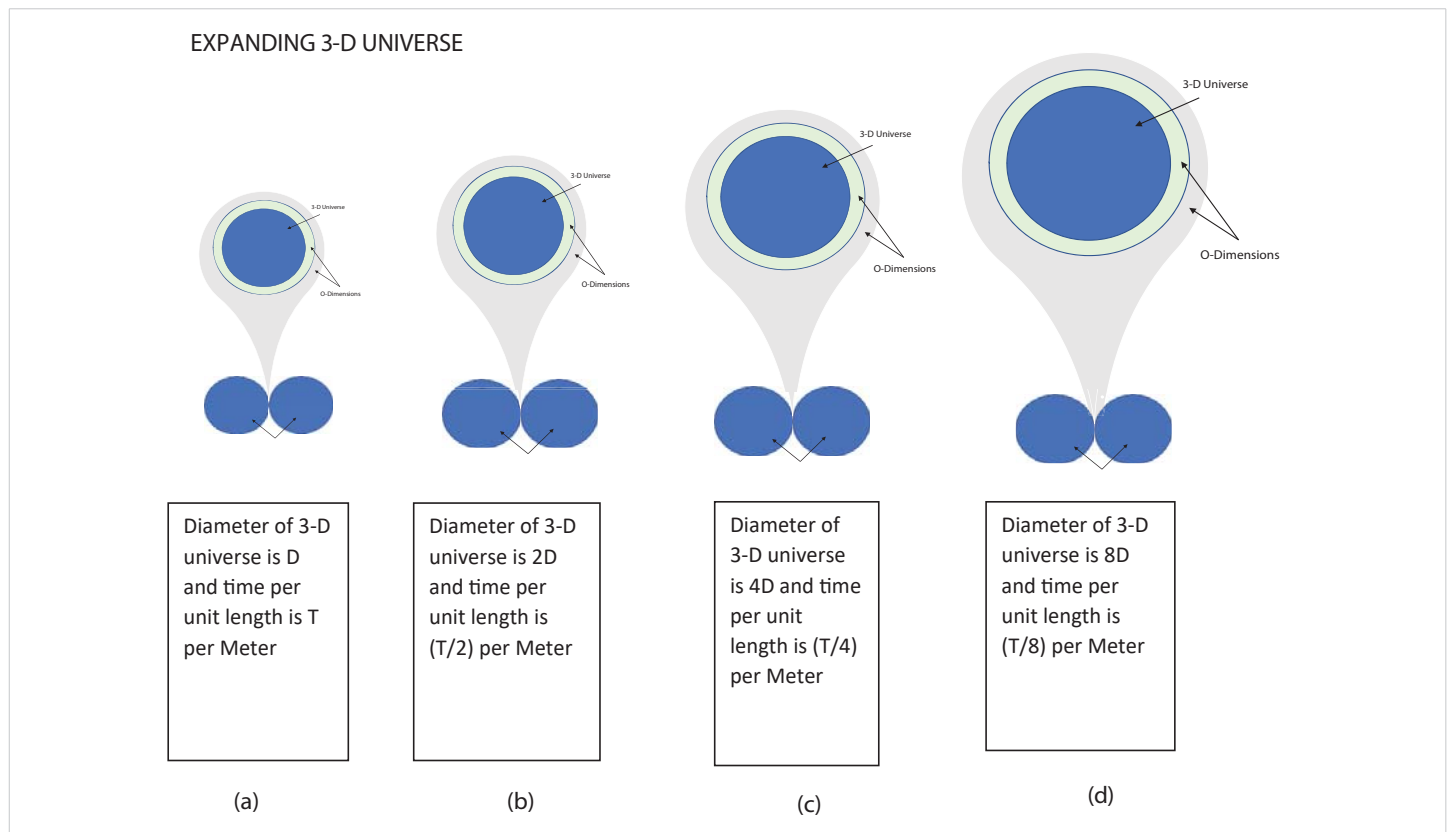 EXPANDING 3-D UNIVERSE
3-D Universe
O-Dimensions
3-D Universe
O-Dimensions
3-D Universe
O-Dimensions
3-D Universe
O-Dimensions
Diameter of 3-D
universe is D
and time per
unit length is T
per Meter
Diameter of 3-D
universe is 2D
and time per
unit length is
(T/2) per Meter
Diameter of
3-D universe
is 4D and time
per unit
length is (T/4)
per Meter
Diameter of 3-D
universe is 8D
and time per
unit length is
(T/8) per Meter
(a)
(b)
(c)
(d)